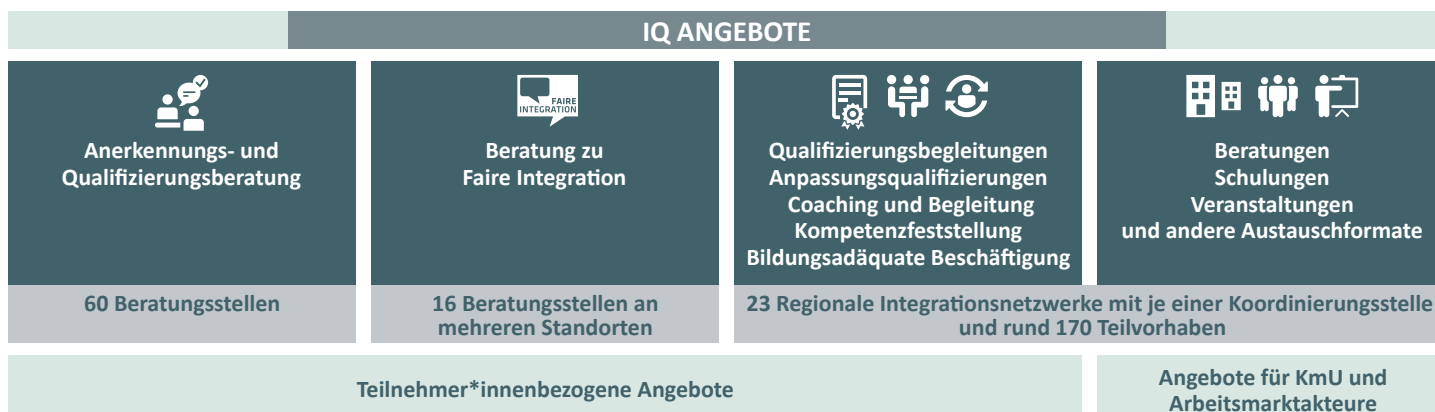 IQ ANGEBOTE
Anerkennungs- und
Qualifizierungsberatung
60 Beratungsstellen
FAIRE
INTEGRATION
Beratung zu
Faire Integration
16 Beratungsstellen an
mehreren Standorten
Qualifizierungsbegleitungen
Anpassungsqualifizierungen
Coaching und Begleitung
Kompetenzfeststellung
Bildungsadäquate Beschäftigung
Beratungen
Schulungen
Veranstaltungen
und andere Austauschformate
23 Regionale Integrationsnetzwerke mit je einer Koordinierungsstelle
und rund 170 Teilvorhaben
Teilnehmer*innenbezogene Angebote
Angebote für KmU und
Arbeitsmarktakteure